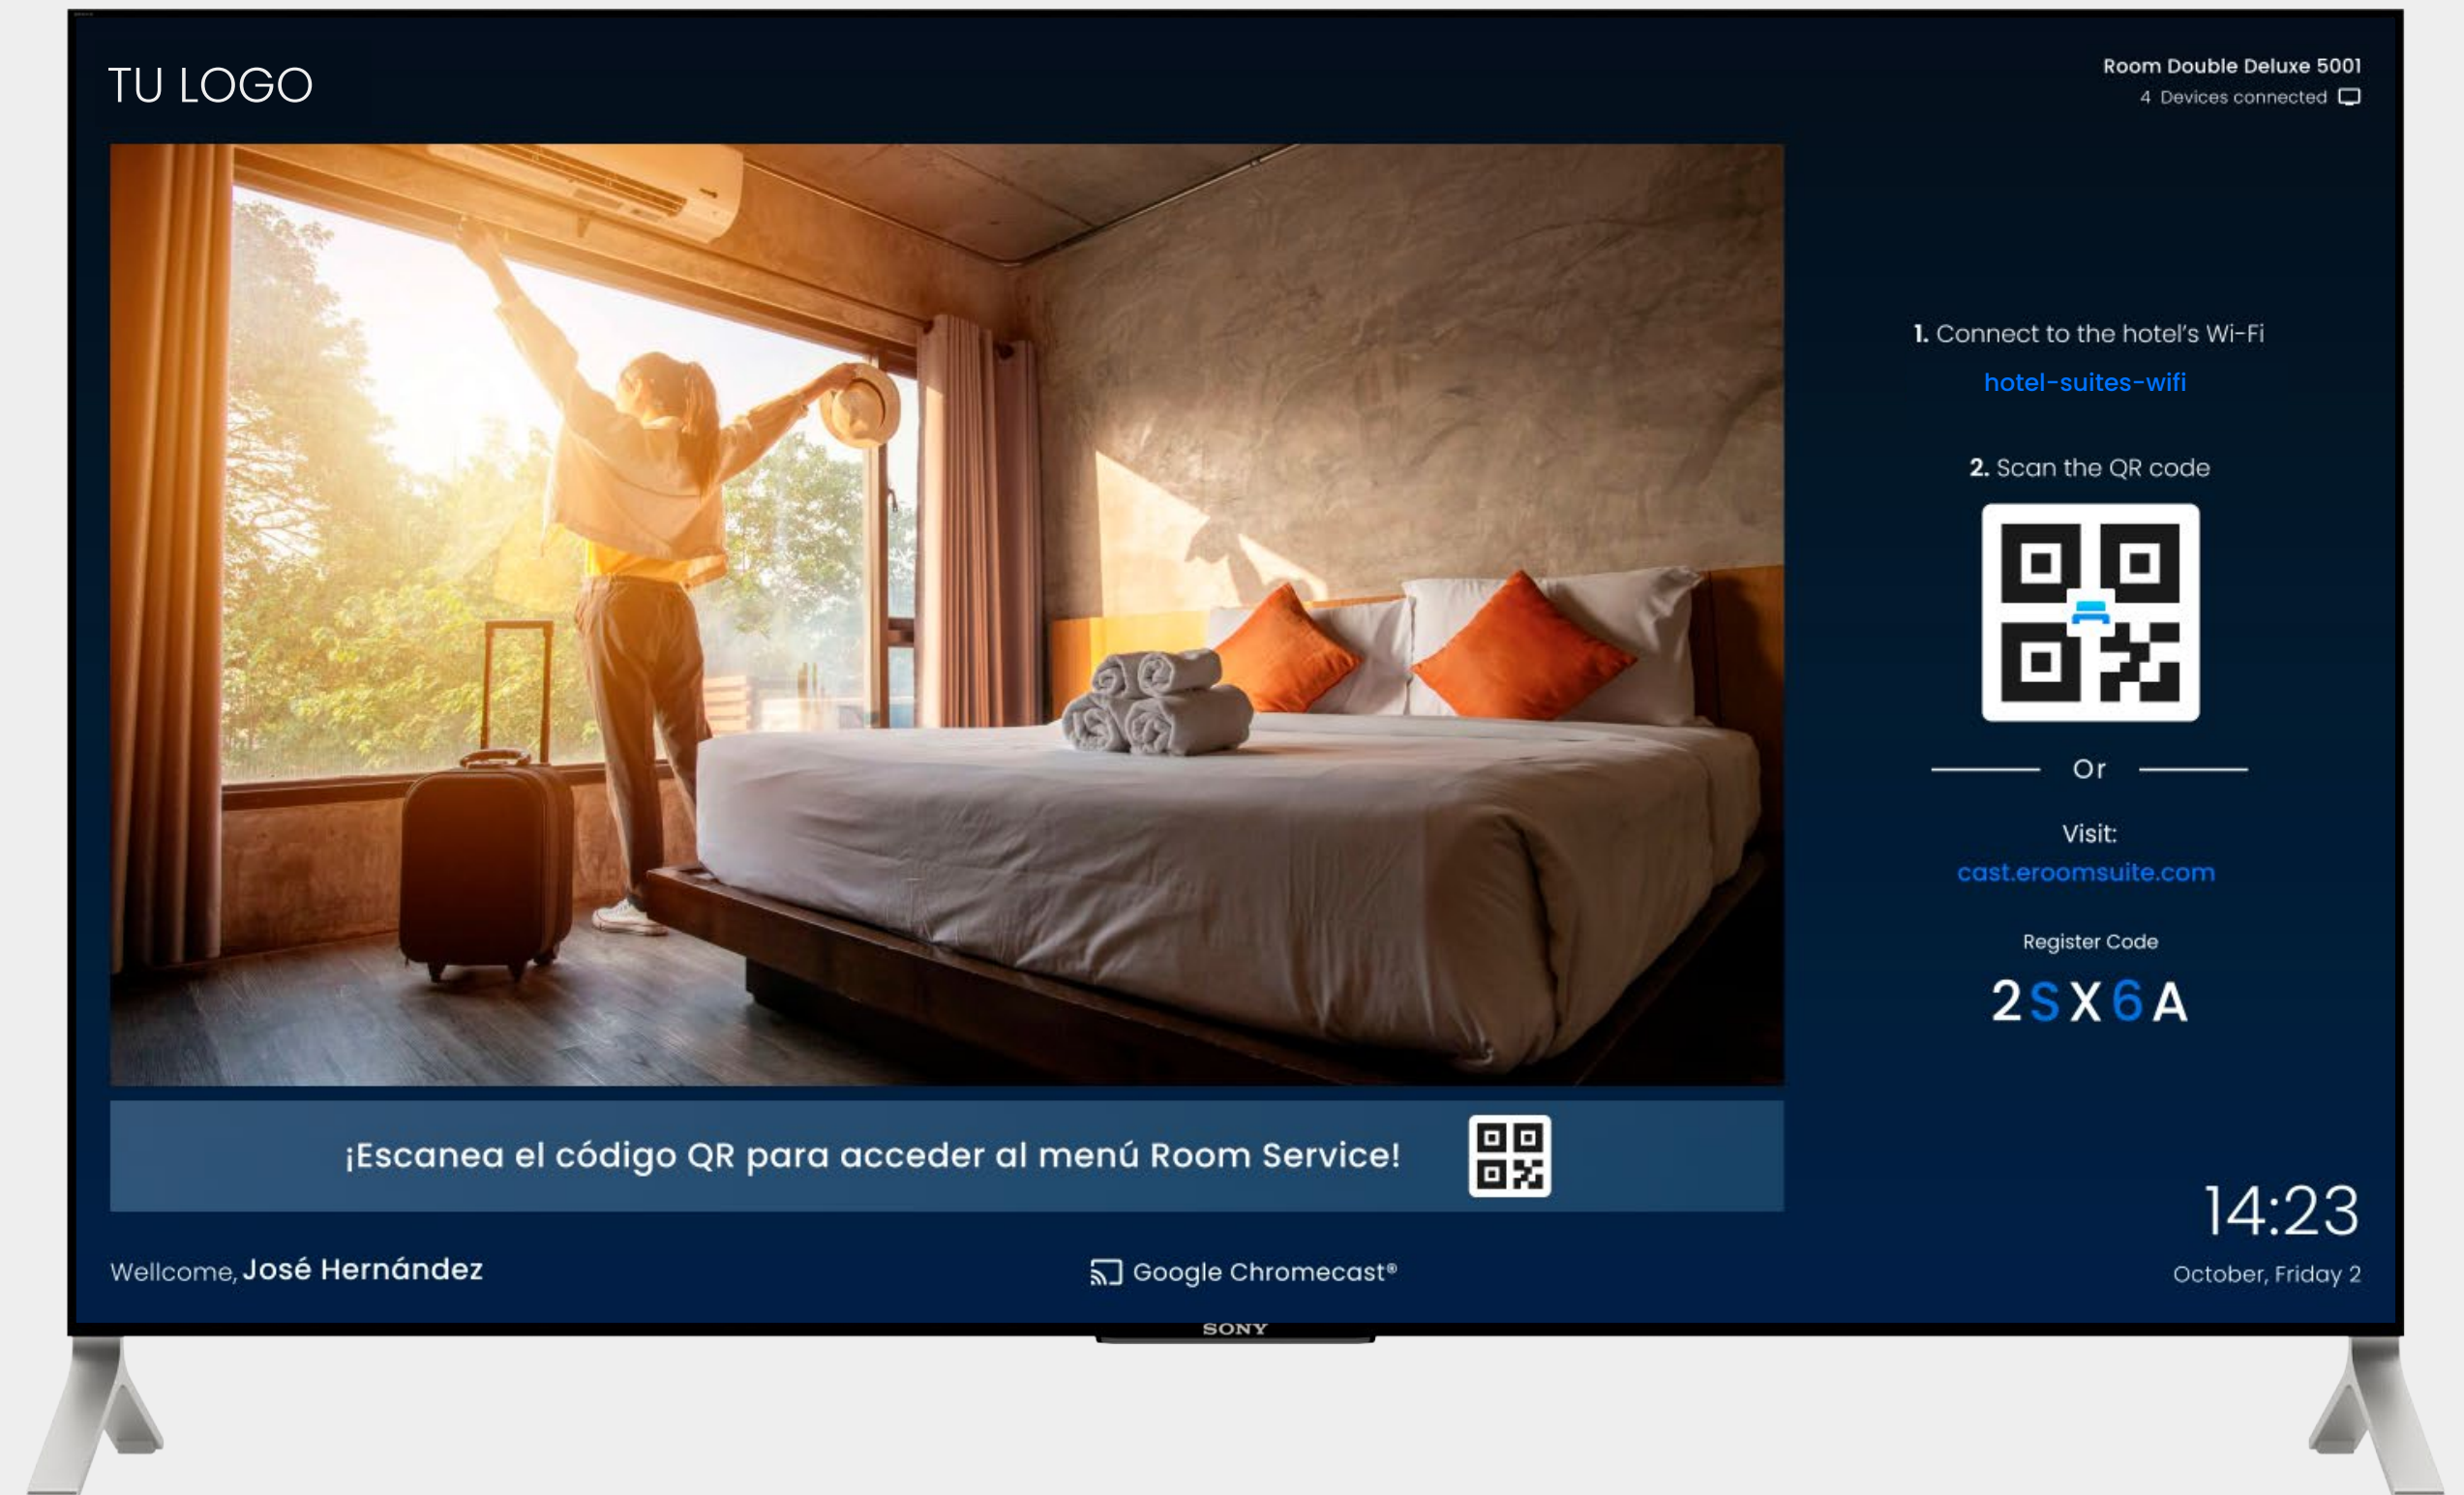 TU LOGO
Room Double Deluxe 5001
4 Devices connected
1. Connect to the hotel's Wi-Fi
hotel-suites-wifi
2. Scan the QR code
Or
Visit:
cast.eroomsuite.com
Register Code
2SX6A
¡Escanea el código QR para acceder al menú Room Service!
14:23
Wellcome, José Hernández
Google Chromecast®
October, Friday 2
SONY